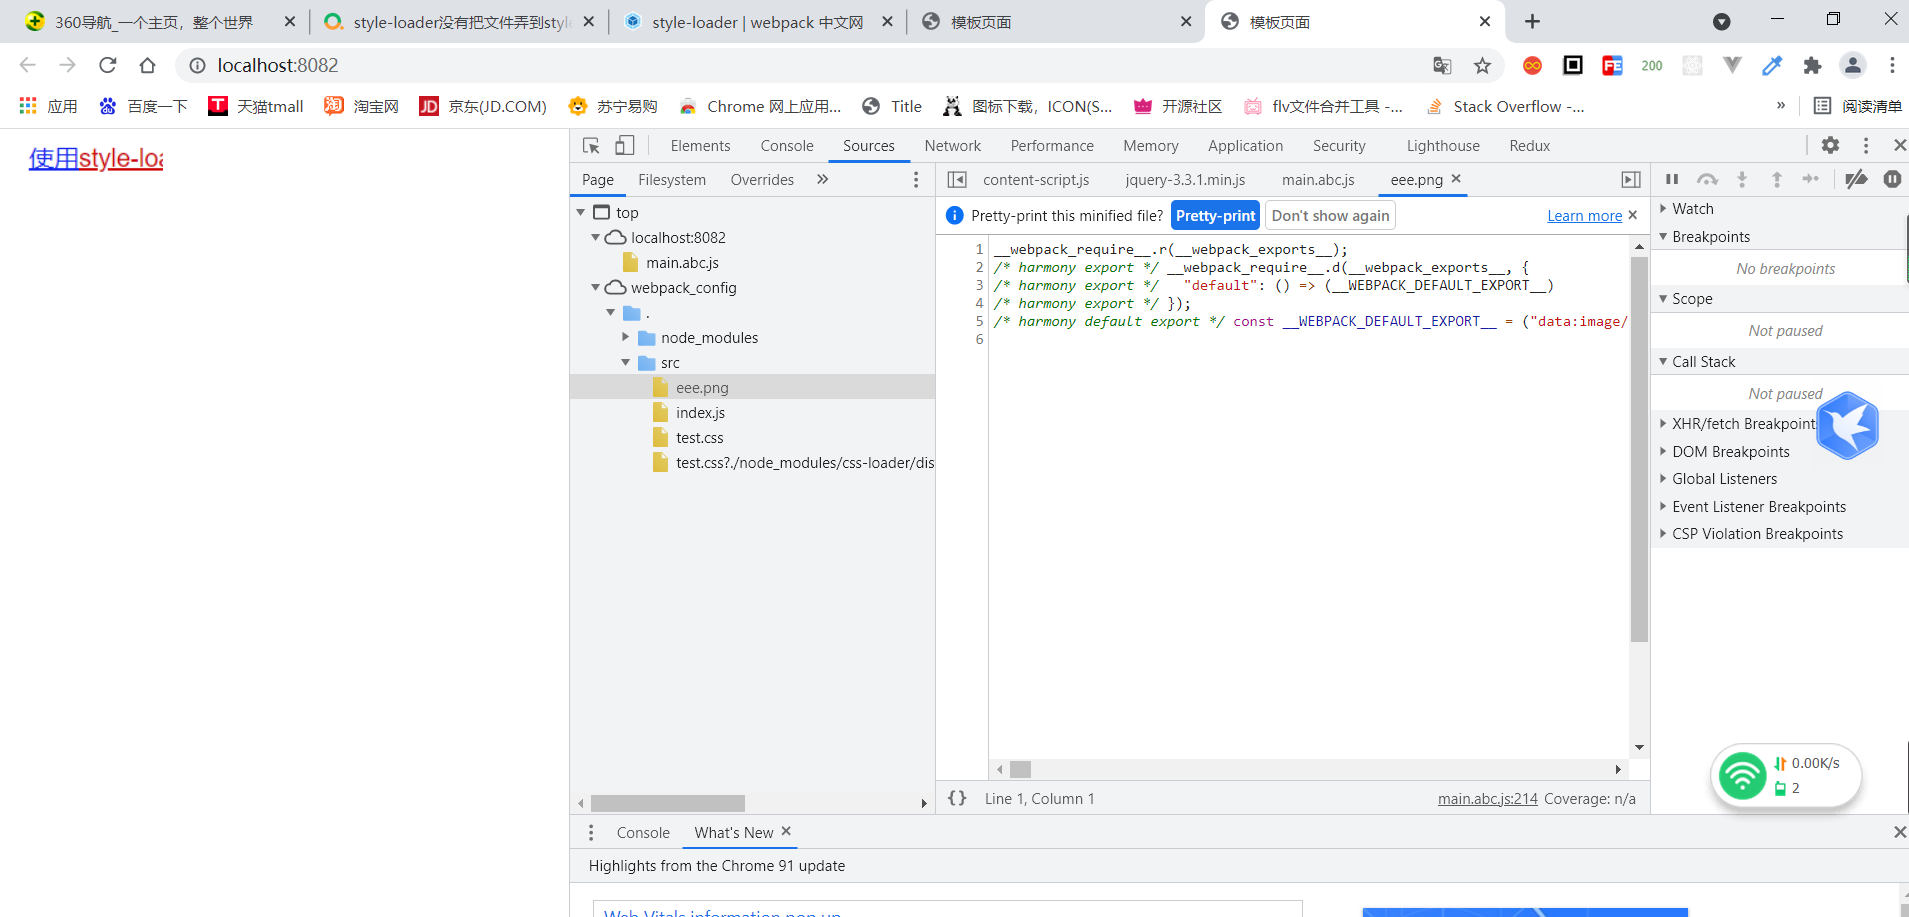 360导航_一个主页，整个世界
style-loader没有把文件弄到style
style-loader | webpack 中文网
模板页面
模板页面
localhost:8082
200
应用
百度一下
天猫tmall
淘宝网
京东(JD.COM)
苏宁易购
Chrome 网上应用...
Title
图标下载，ICON(S...
开源社区
flv文件合并工具 -...
Stack Overflow -...
»
阅读清单
使用style-loa
Elements Console Sources Network Performance Memory Application Security Lighthouse Redux
Page Filesystem Overrides »
content-script.js jquery-3.3.1.min.js main.abc.js eee.png
top
localhost:8082
main.abc.js
webpack_config
.
node_modules
src
eee.png
index.js
test.css
test.css?./node_modules/css-loader/dis
Pretty-print this minified file? Pretty-print Don't show again Learn more
1 __webpack_require__.r(__webpack_exports__);
2 /* harmony export */ __webpack_require__.d(__webpack_exports__, {
3 /* harmony export */   "default": () => (__WEBPACK_DEFAULT_EXPORT__)
4 /* harmony export */ });
5 /* harmony default export */ const __WEBPACK_DEFAULT_EXPORT__ = ("data:image/
6
{} Line 1, Column 1 main.abc.js:214 Coverage: n/a
Watch
Breakpoints
No breakpoints
Scope
Not paused
Call Stack
Not paused
XHR/fetch Breakpoint
DOM Breakpoints
Global Listeners
Event Listener Breakpoints
CSP Violation Breakpoints
0.00K/s
2
Console What's New
Highlights from the Chrome 91 update
Web Vitals information pop up